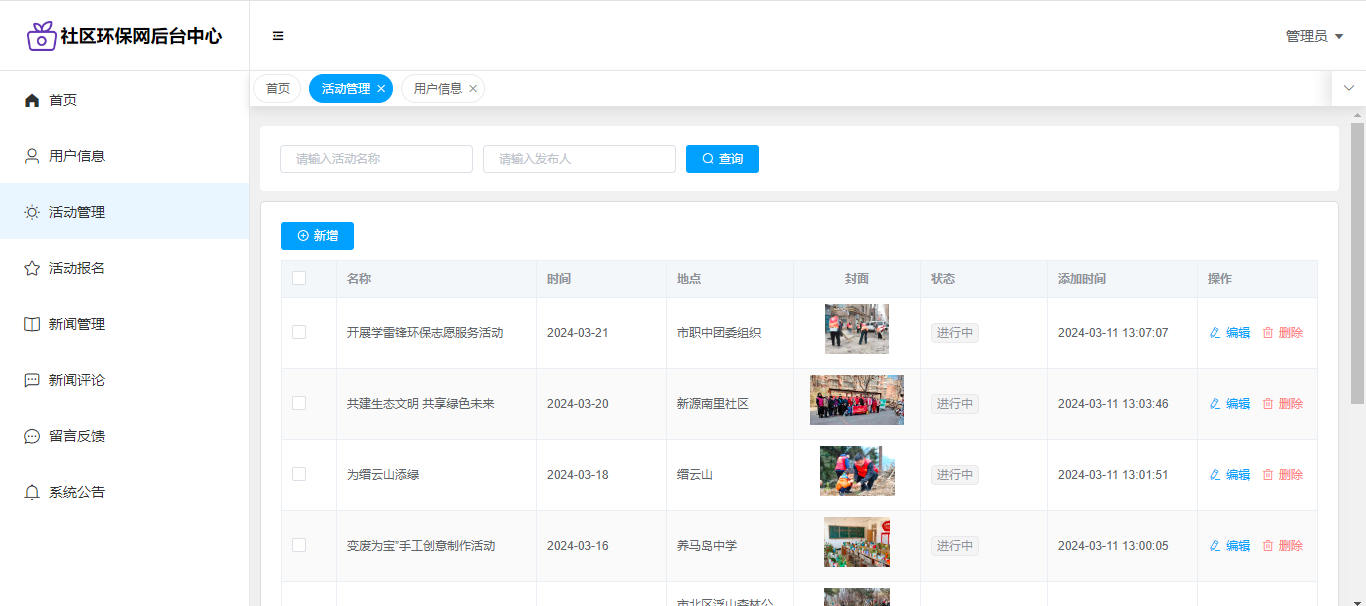 社区环保网后台中心
管理员
首页
用户信息
活动管理
活动报名
新闻管理
新闻评论
留言反馈
系统公告
首页 活动管理 用户信息
请输入活动名称 请输入发布人 查询
新增
名称 时间 地点 封面 状态 添加时间 操作
开展学雷锋环保志愿服务活动 2024-03-21 市职中团委组织 进行中 2024-03-11 13:07:07 编辑 删除
共建生态文明 共享绿色未来 2024-03-20 新源南里社区 进行中 2024-03-11 13:03:46 编辑 删除
为缙云山添绿 2024-03-18 缙云山 进行中 2024-03-11 13:01:51 编辑 删除
变废为宝"手工创意制作活动 2024-03-16 养马岛中学 进行中 2024-03-11 13:00:05 编辑 删除
市北区浮山森林公